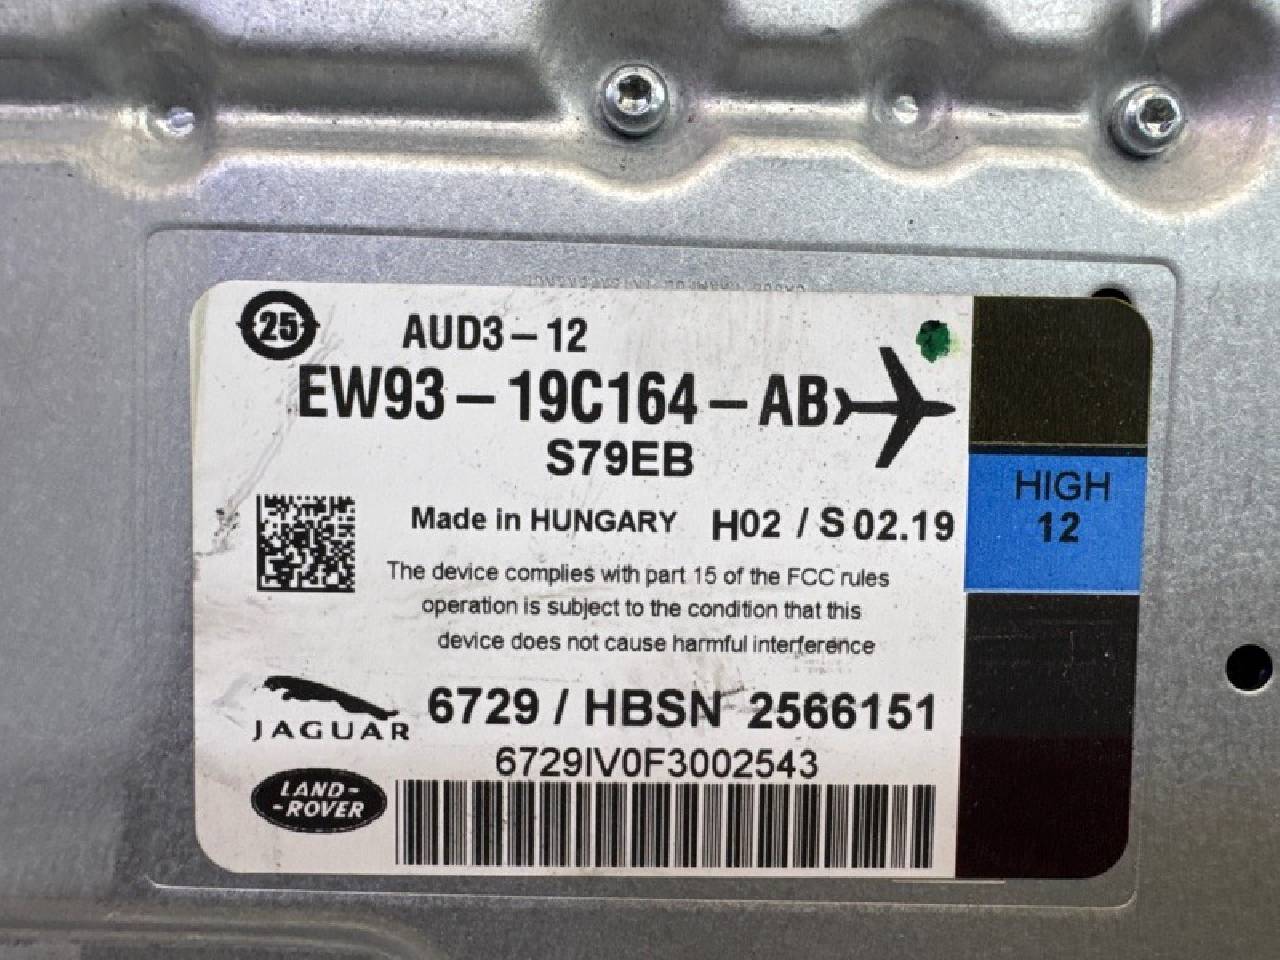 25
AUD3-12
EW93-19C164-AB
S79EB
HIGH
12
Made in HUNGARY H02 / S 02.19
The device complies with part 15 of the FCC rules
operation is subject to the condition that this
device does not cause harmful interference
JAGUAR
6729 / HBSN 2566151
6729IV0F3002543
LAND-
-ROVER